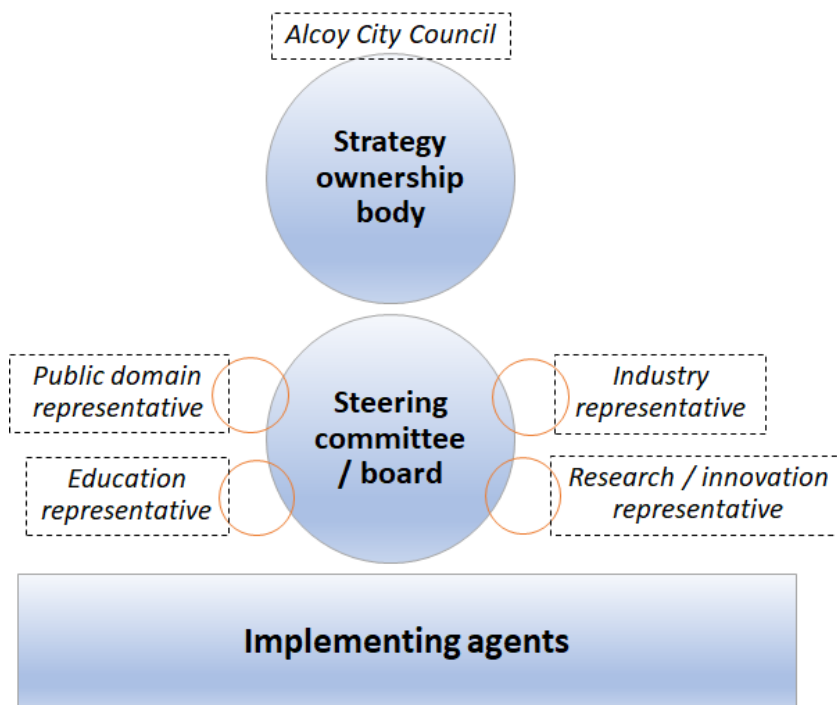 Alcoy City Council
Strategy
ownership
body
Public domain
representative
Industry
representative
Steering
committee
/ board
Education
representative
Research / innovation
representative
Implementing agents